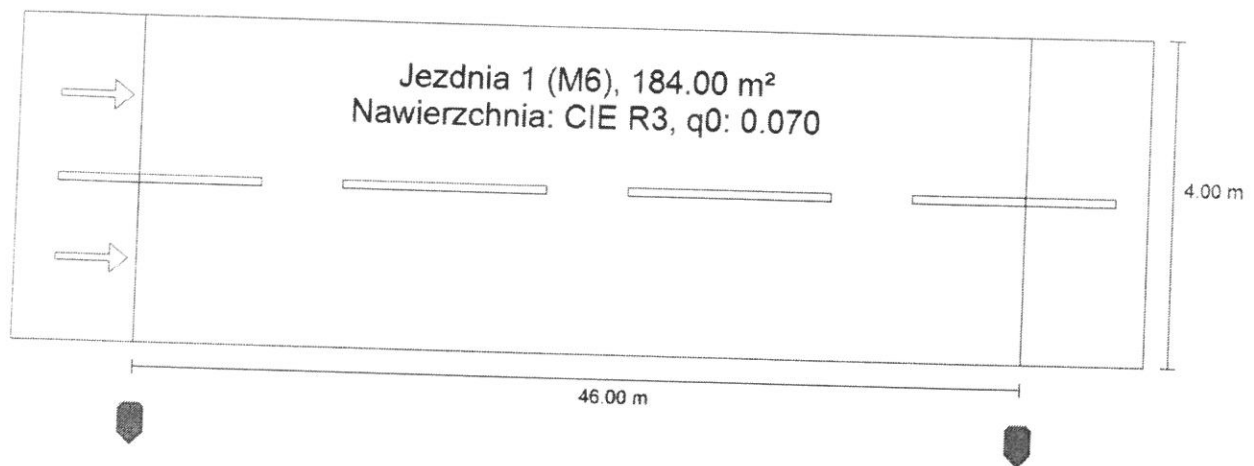 Jezdnia 1 (M6), 184.00 m²
Nawierzchnia: CIE R3, q0: 0.070
4.00 m
46.00 m